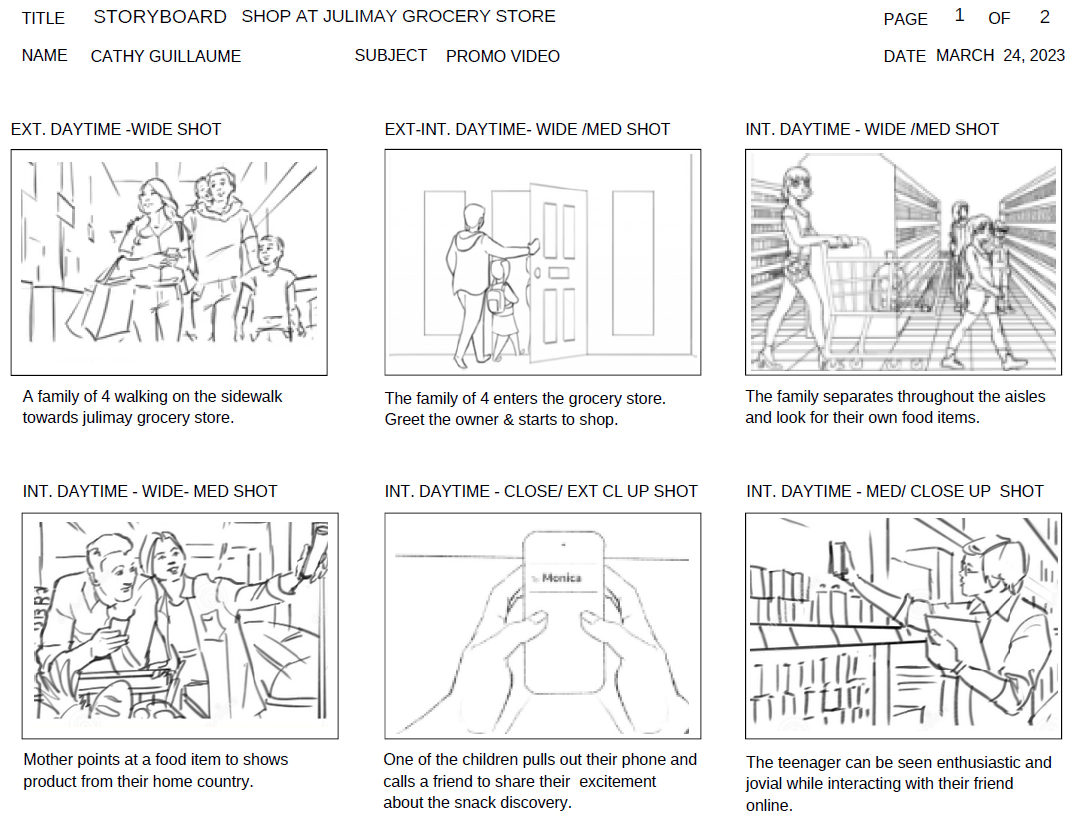 TITLE STORYBOARD SHOP AT JULIMAY GROCERY STORE PAGE 1 OF 2
NAME CATHY GUILLAUME SUBJECT PROMO VIDEO DATE MARCH 24, 2023
EXT. DAYTIME -WIDE SHOT
A family of 4 walking on the sidewalk
towards julimay grocery store.
EXT-INT. DAYTIME- WIDE /MED SHOT
The family of 4 enters the grocery store.
Greet the owner & starts to shop.
INT. DAYTIME - WIDE /MED SHOT
The family separates throughout the aisles
and look for their own food items.
INT. DAYTIME - WIDE- MED SHOT
Mother points at a food item to shows
product from their home country.
INT. DAYTIME - CLOSE/ EXT CL UP SHOT
To: Monica
One of the children pulls out their phone and
calls a friend to share their excitement
about the snack discovery.
INT. DAYTIME - MED/ CLOSE UP SHOT
The teenager can be seen enthusiastic and
jovial while interacting with their friend
online.